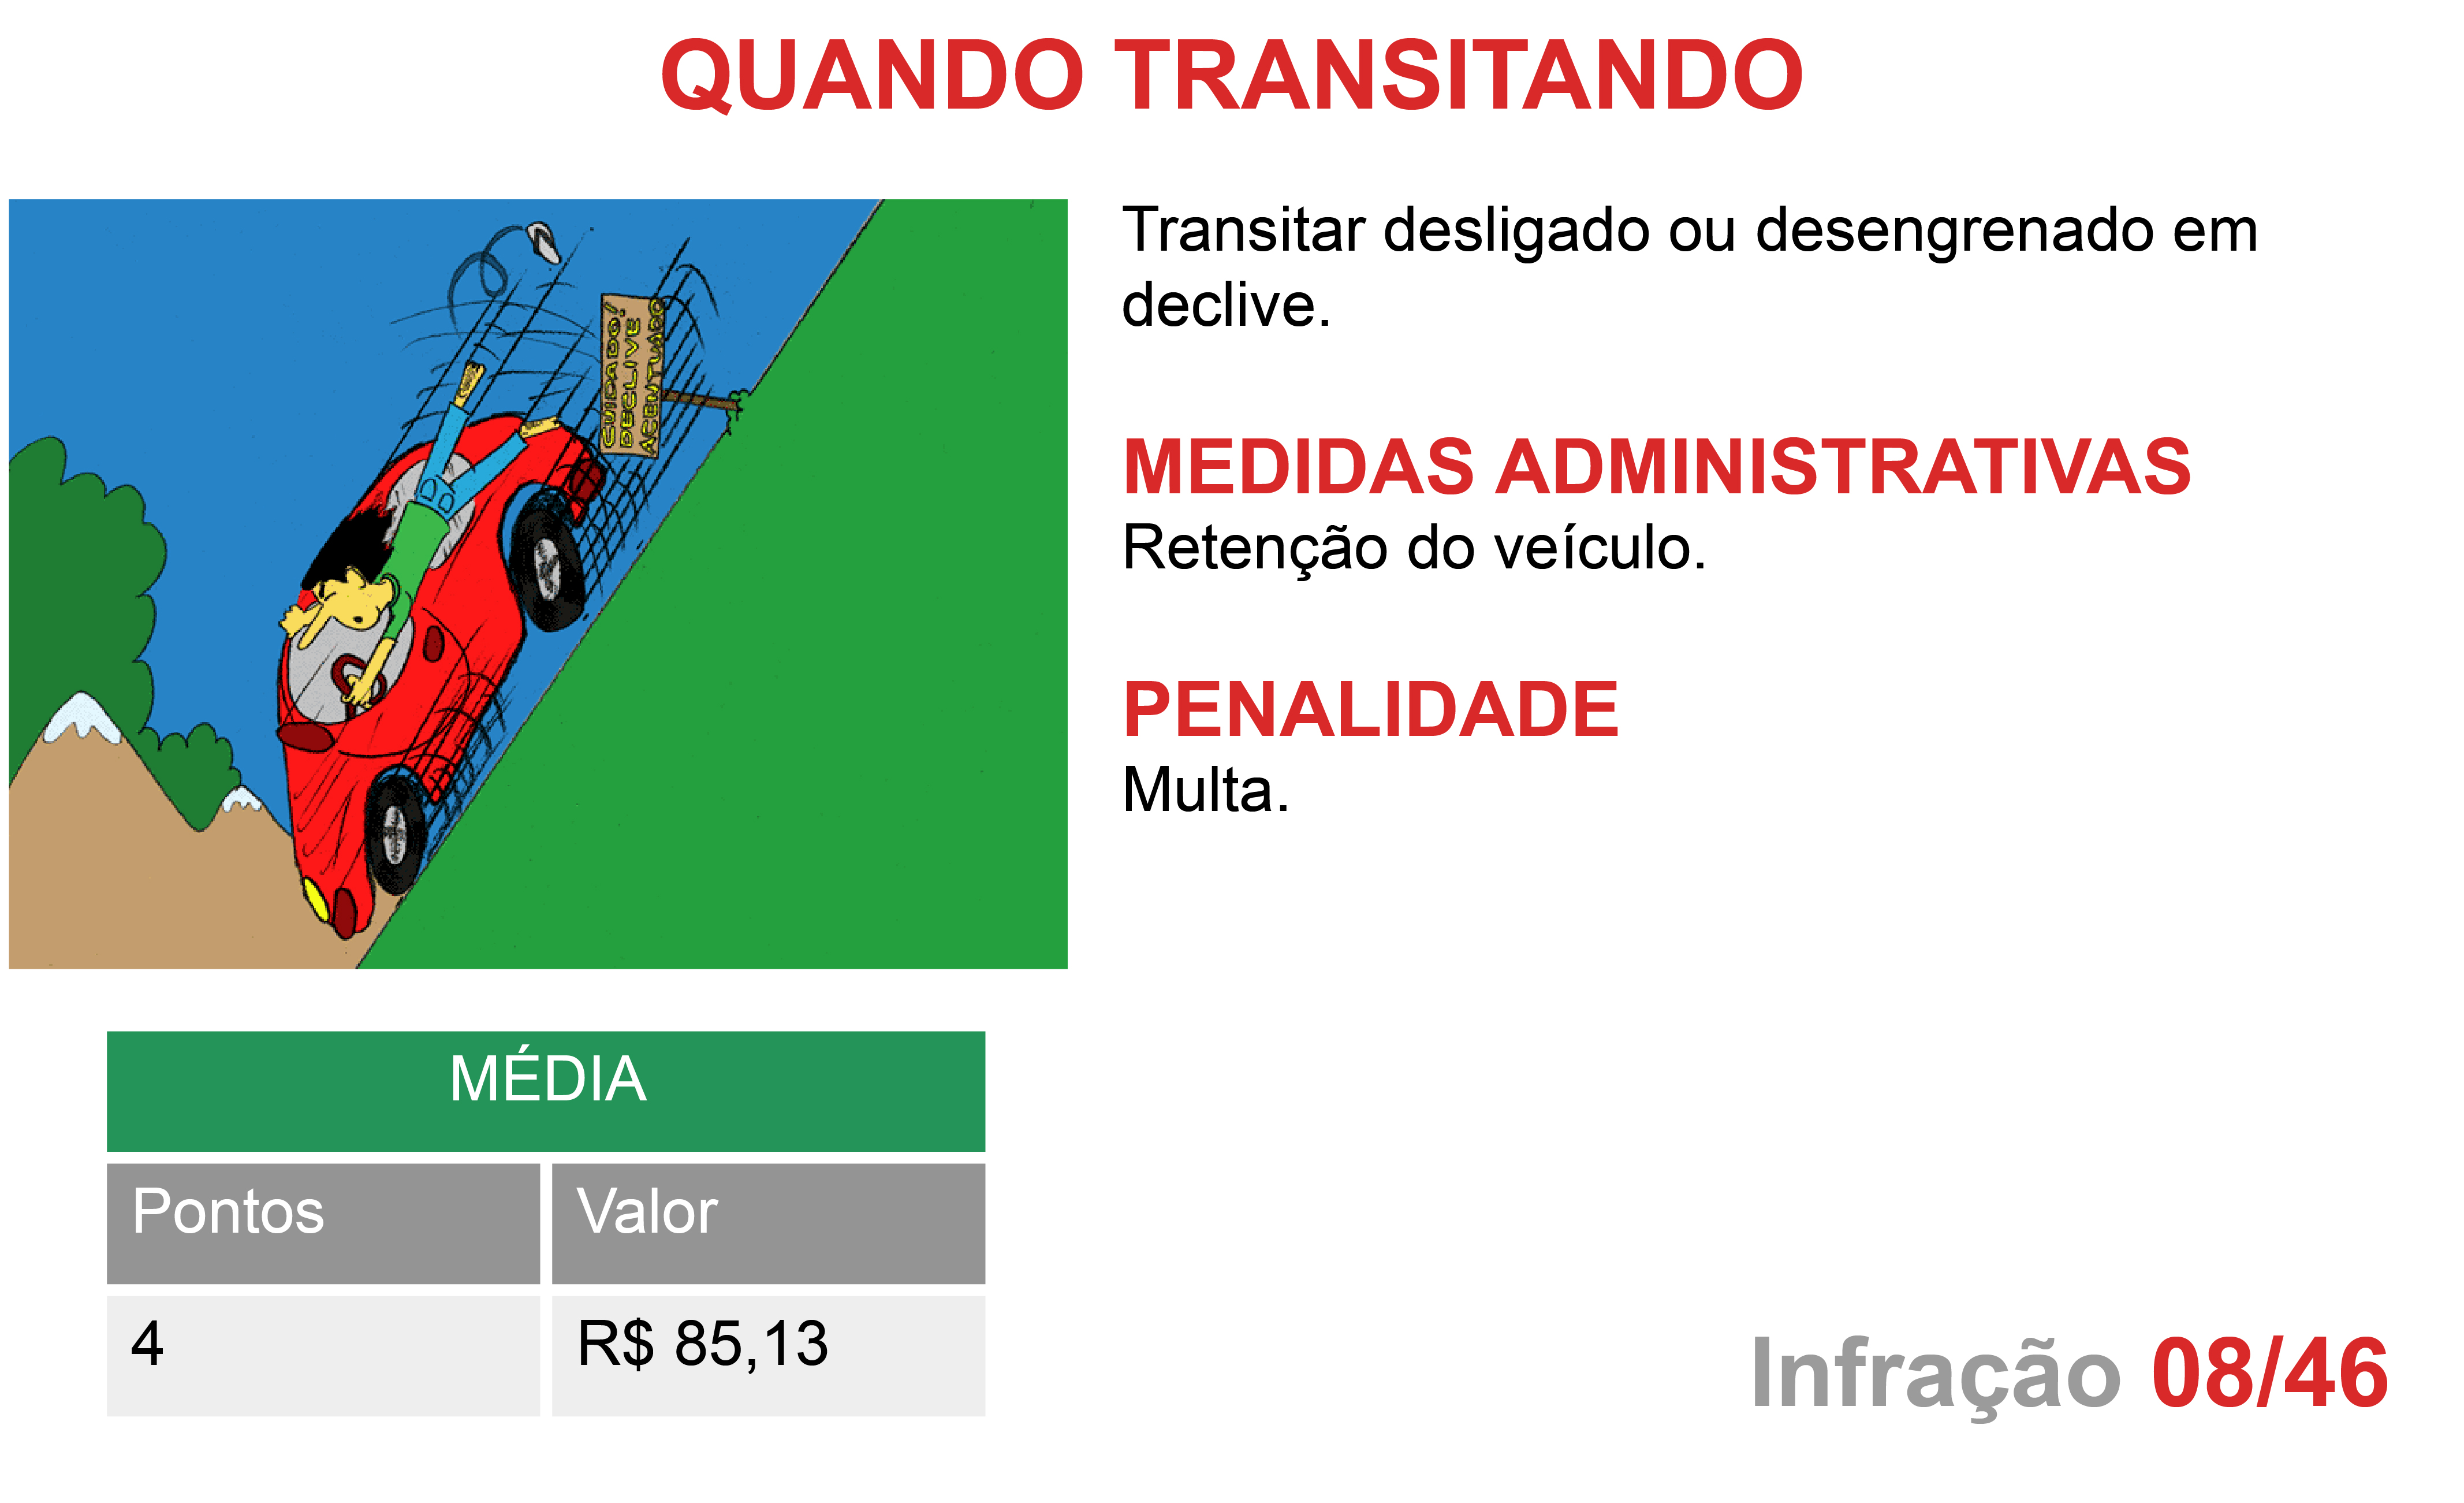 QUANDO TRANSITANDO
CUIDADO!
DECLIVE
ACENTUADO
Transitar desligado ou desengrenado em
declive.
MEDIDAS ADMINISTRATIVAS
Retenção do veículo.
PENALIDADE
Multa.
MÉDIA
Pontos
Valor
4
R$ 85,13
Infração 08/46